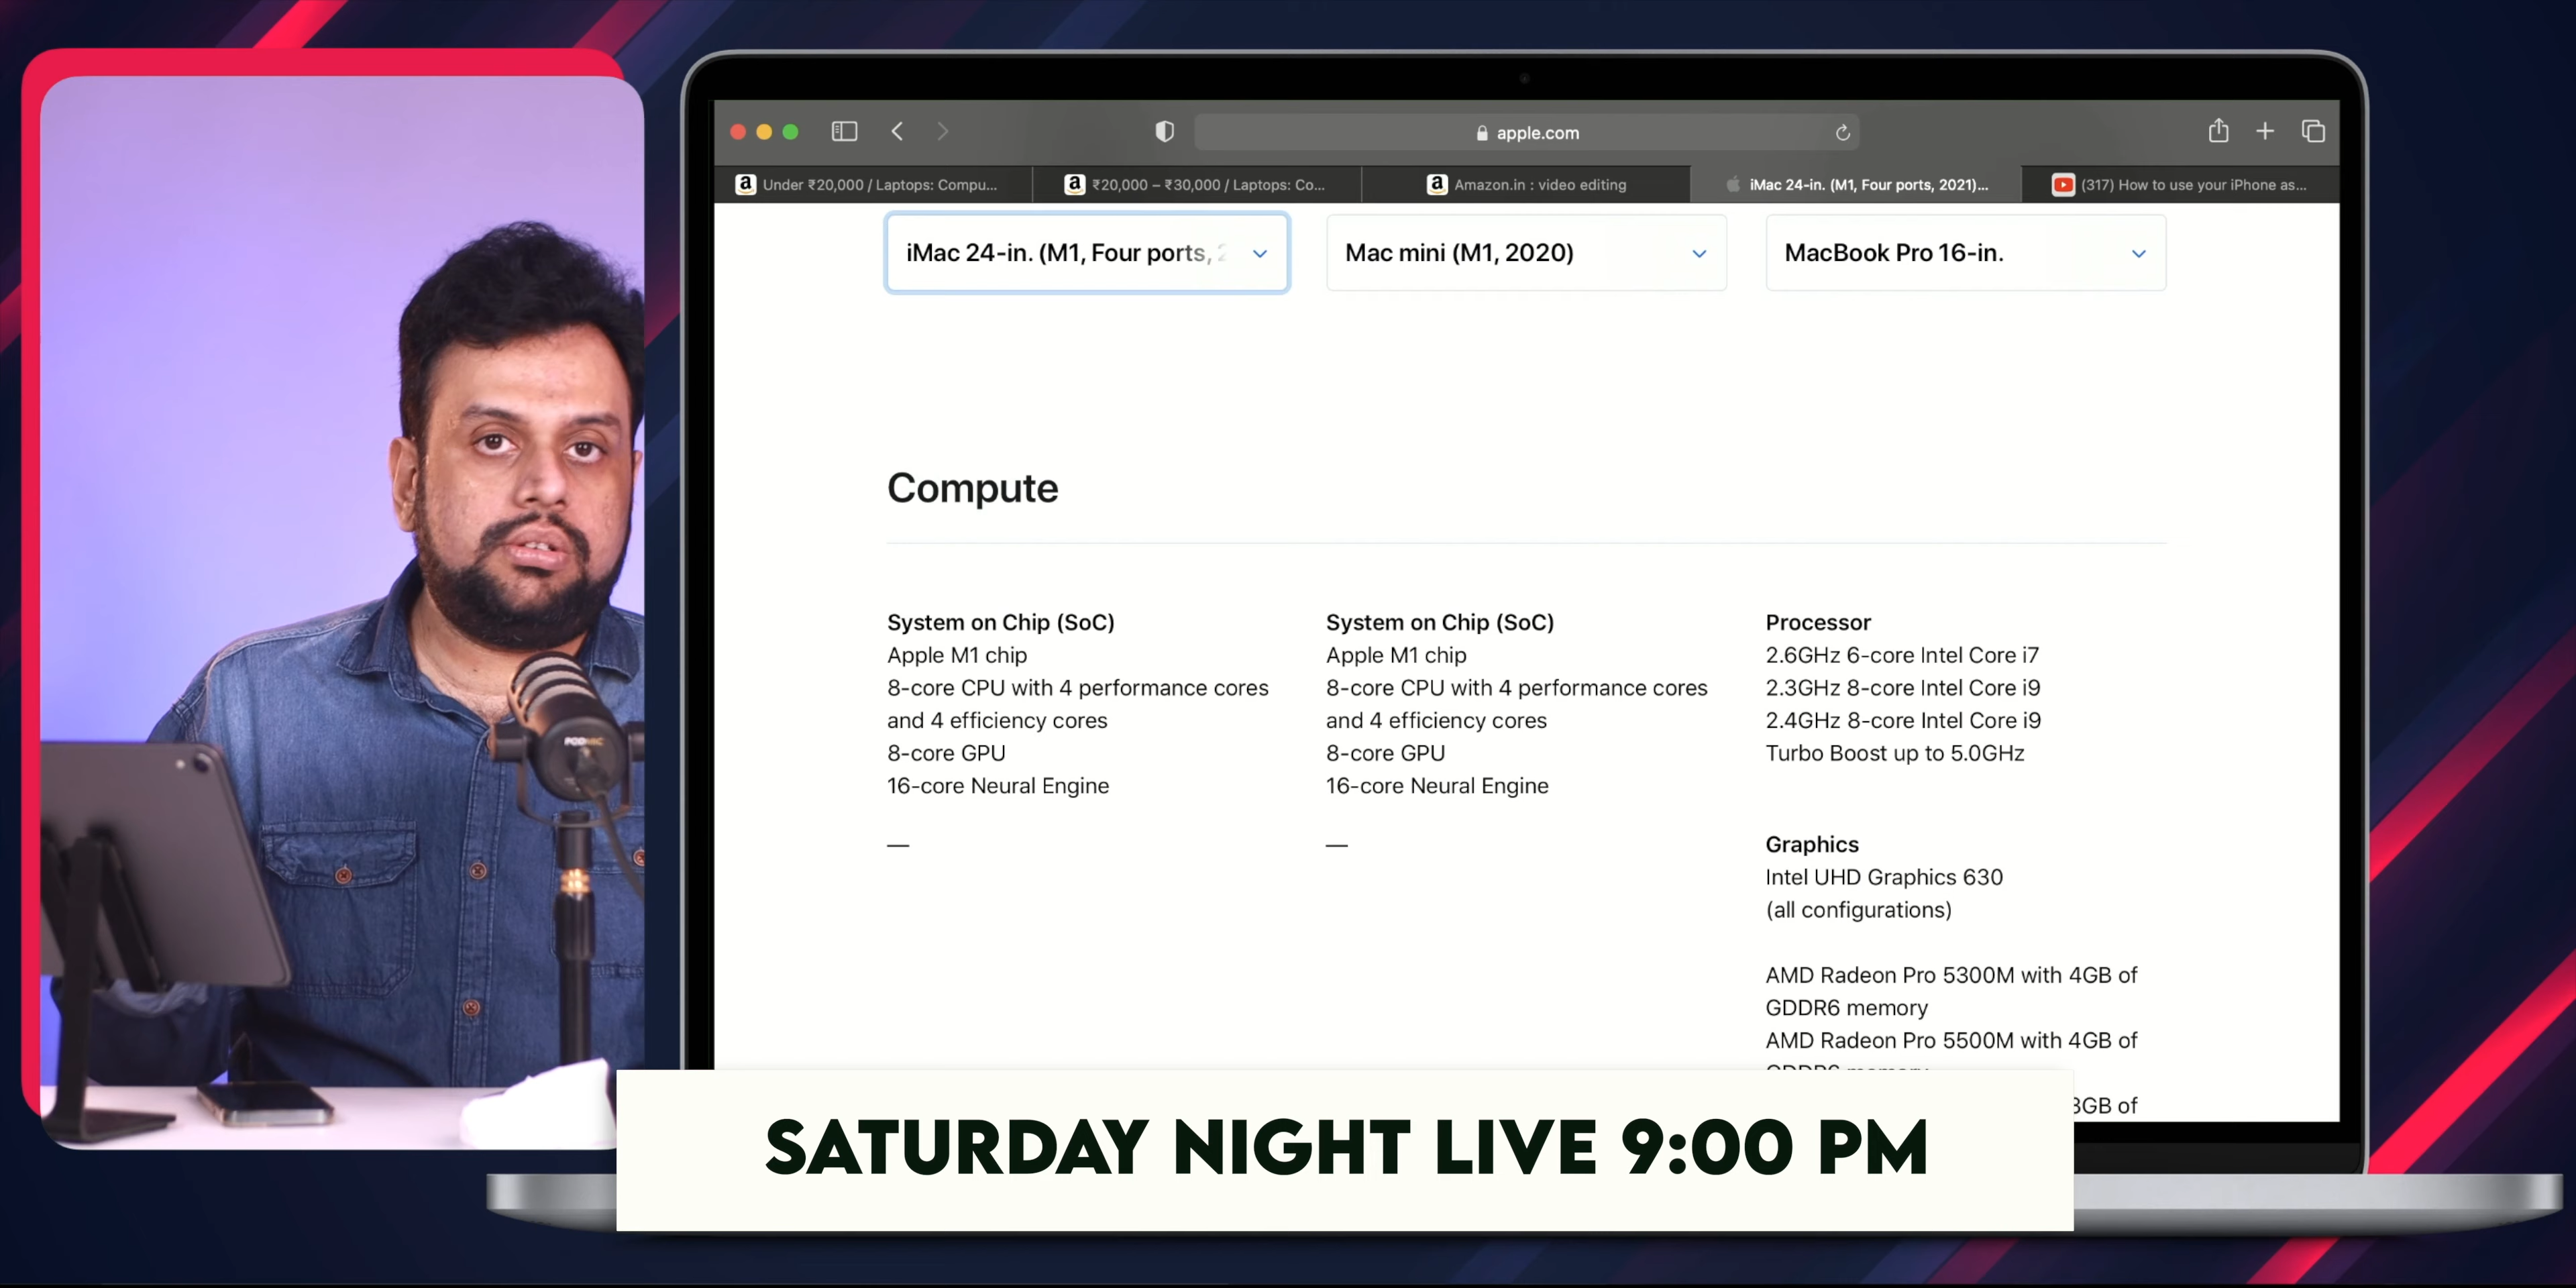 apple.com
Under ₹20,000 / Laptops: Compu...
₹20,000 – ₹30,000 / Laptops: Co...
Amazon.in : video editing
iMac 24-in. (M1, Four ports, 2021)...
(317) How to use your iPhone as...
iMac 24-in. (M1, Four ports, 2
Mac mini (M1, 2020)
MacBook Pro 16-in.
Compute
System on Chip (SoC)
Apple M1 chip
8-core CPU with 4 performance cores
and 4 efficiency cores
8-core GPU
16-core Neural Engine
—
System on Chip (SoC)
Apple M1 chip
8-core CPU with 4 performance cores
and 4 efficiency cores
8-core GPU
16-core Neural Engine
—
Processor
2.6GHz 6-core Intel Core i7
2.3GHz 8-core Intel Core i9
2.4GHz 8-core Intel Core i9
Turbo Boost up to 5.0GHz
Graphics
Intel UHD Graphics 630
(all configurations)
AMD Radeon Pro 5300M with 4GB of
GDDR6 memory
AMD Radeon Pro 5500M with 4GB of
GDDR6 memory
GB of
SATURDAY NIGHT LIVE 9:00 PM